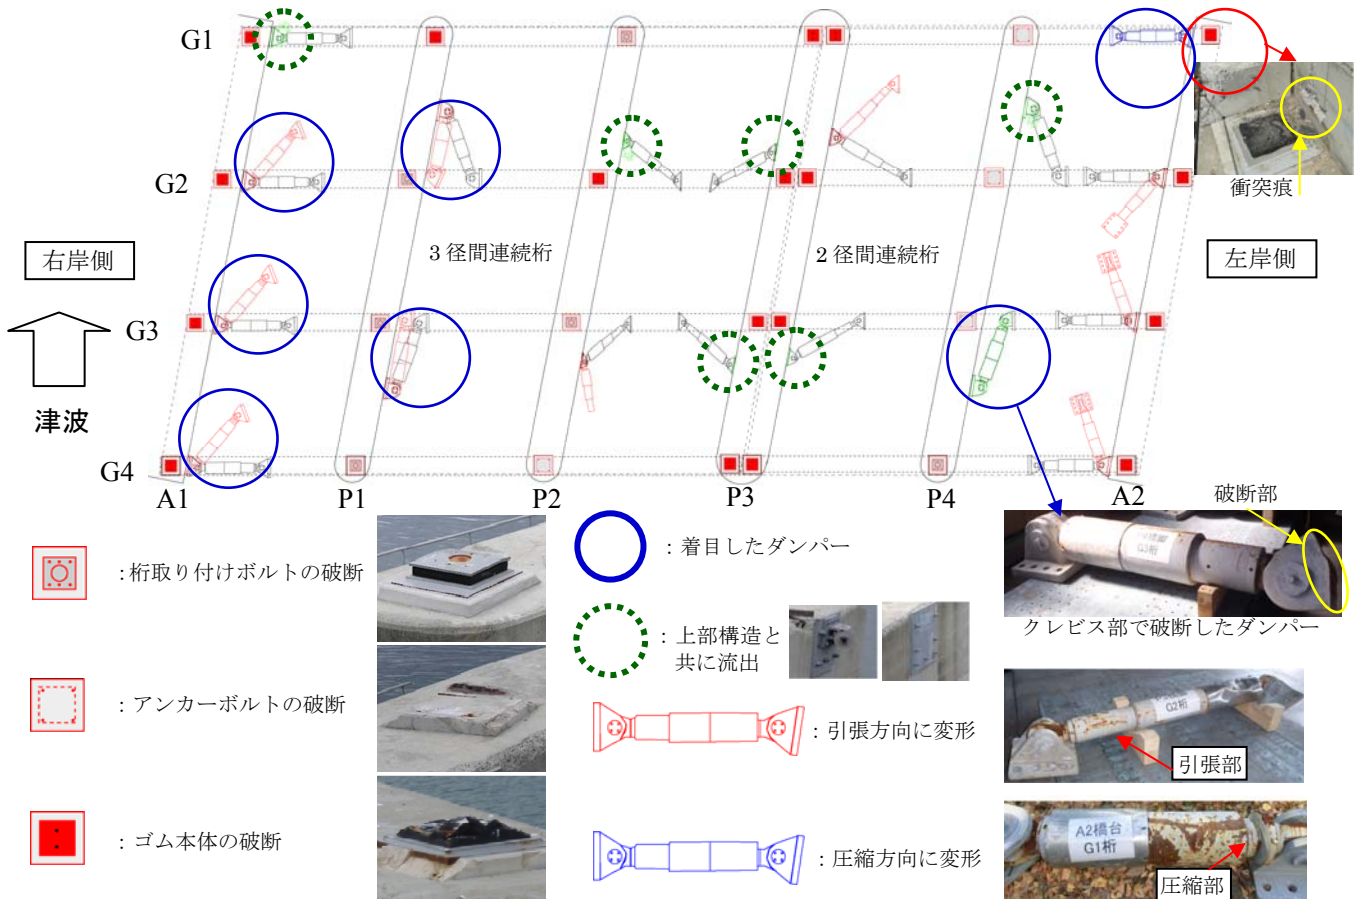 G1
G2
G3
G4
A1
P1
P2
P3
P4
A2
右岸側
左岸側
津波
3径間連続桁
2径間連続桁
衝突痕
:桁取り付けボルトの破断
:アンカーボルトの破断
:ゴム本体の破断
:着目したダンパー
:上部構造と
共に流出
:引張方向に変形
:圧縮方向に変形
破断部
G3桁
クレビス部で破断したダンパー
G2桁
引張部
A2橋台
G1桁
圧縮部